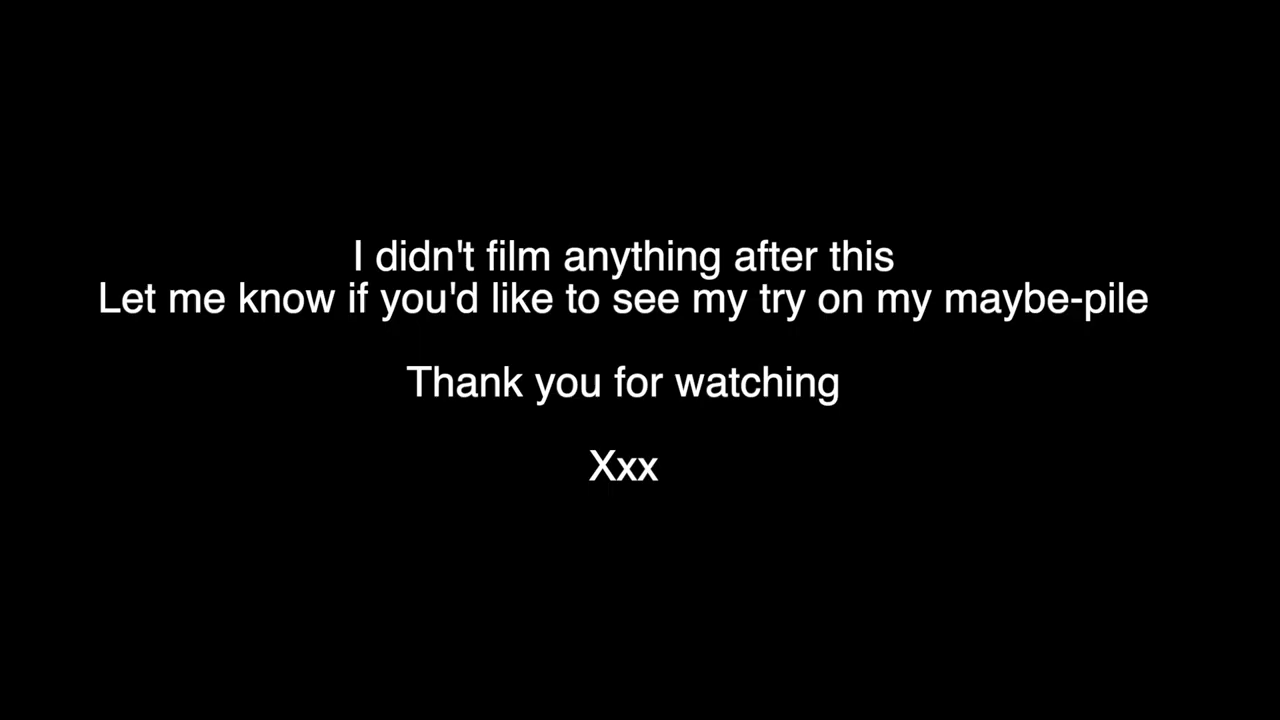 I didn't film anything after this
Let me know if you'd like to see my try on my maybe-pile
Thank you for watching
Xxx